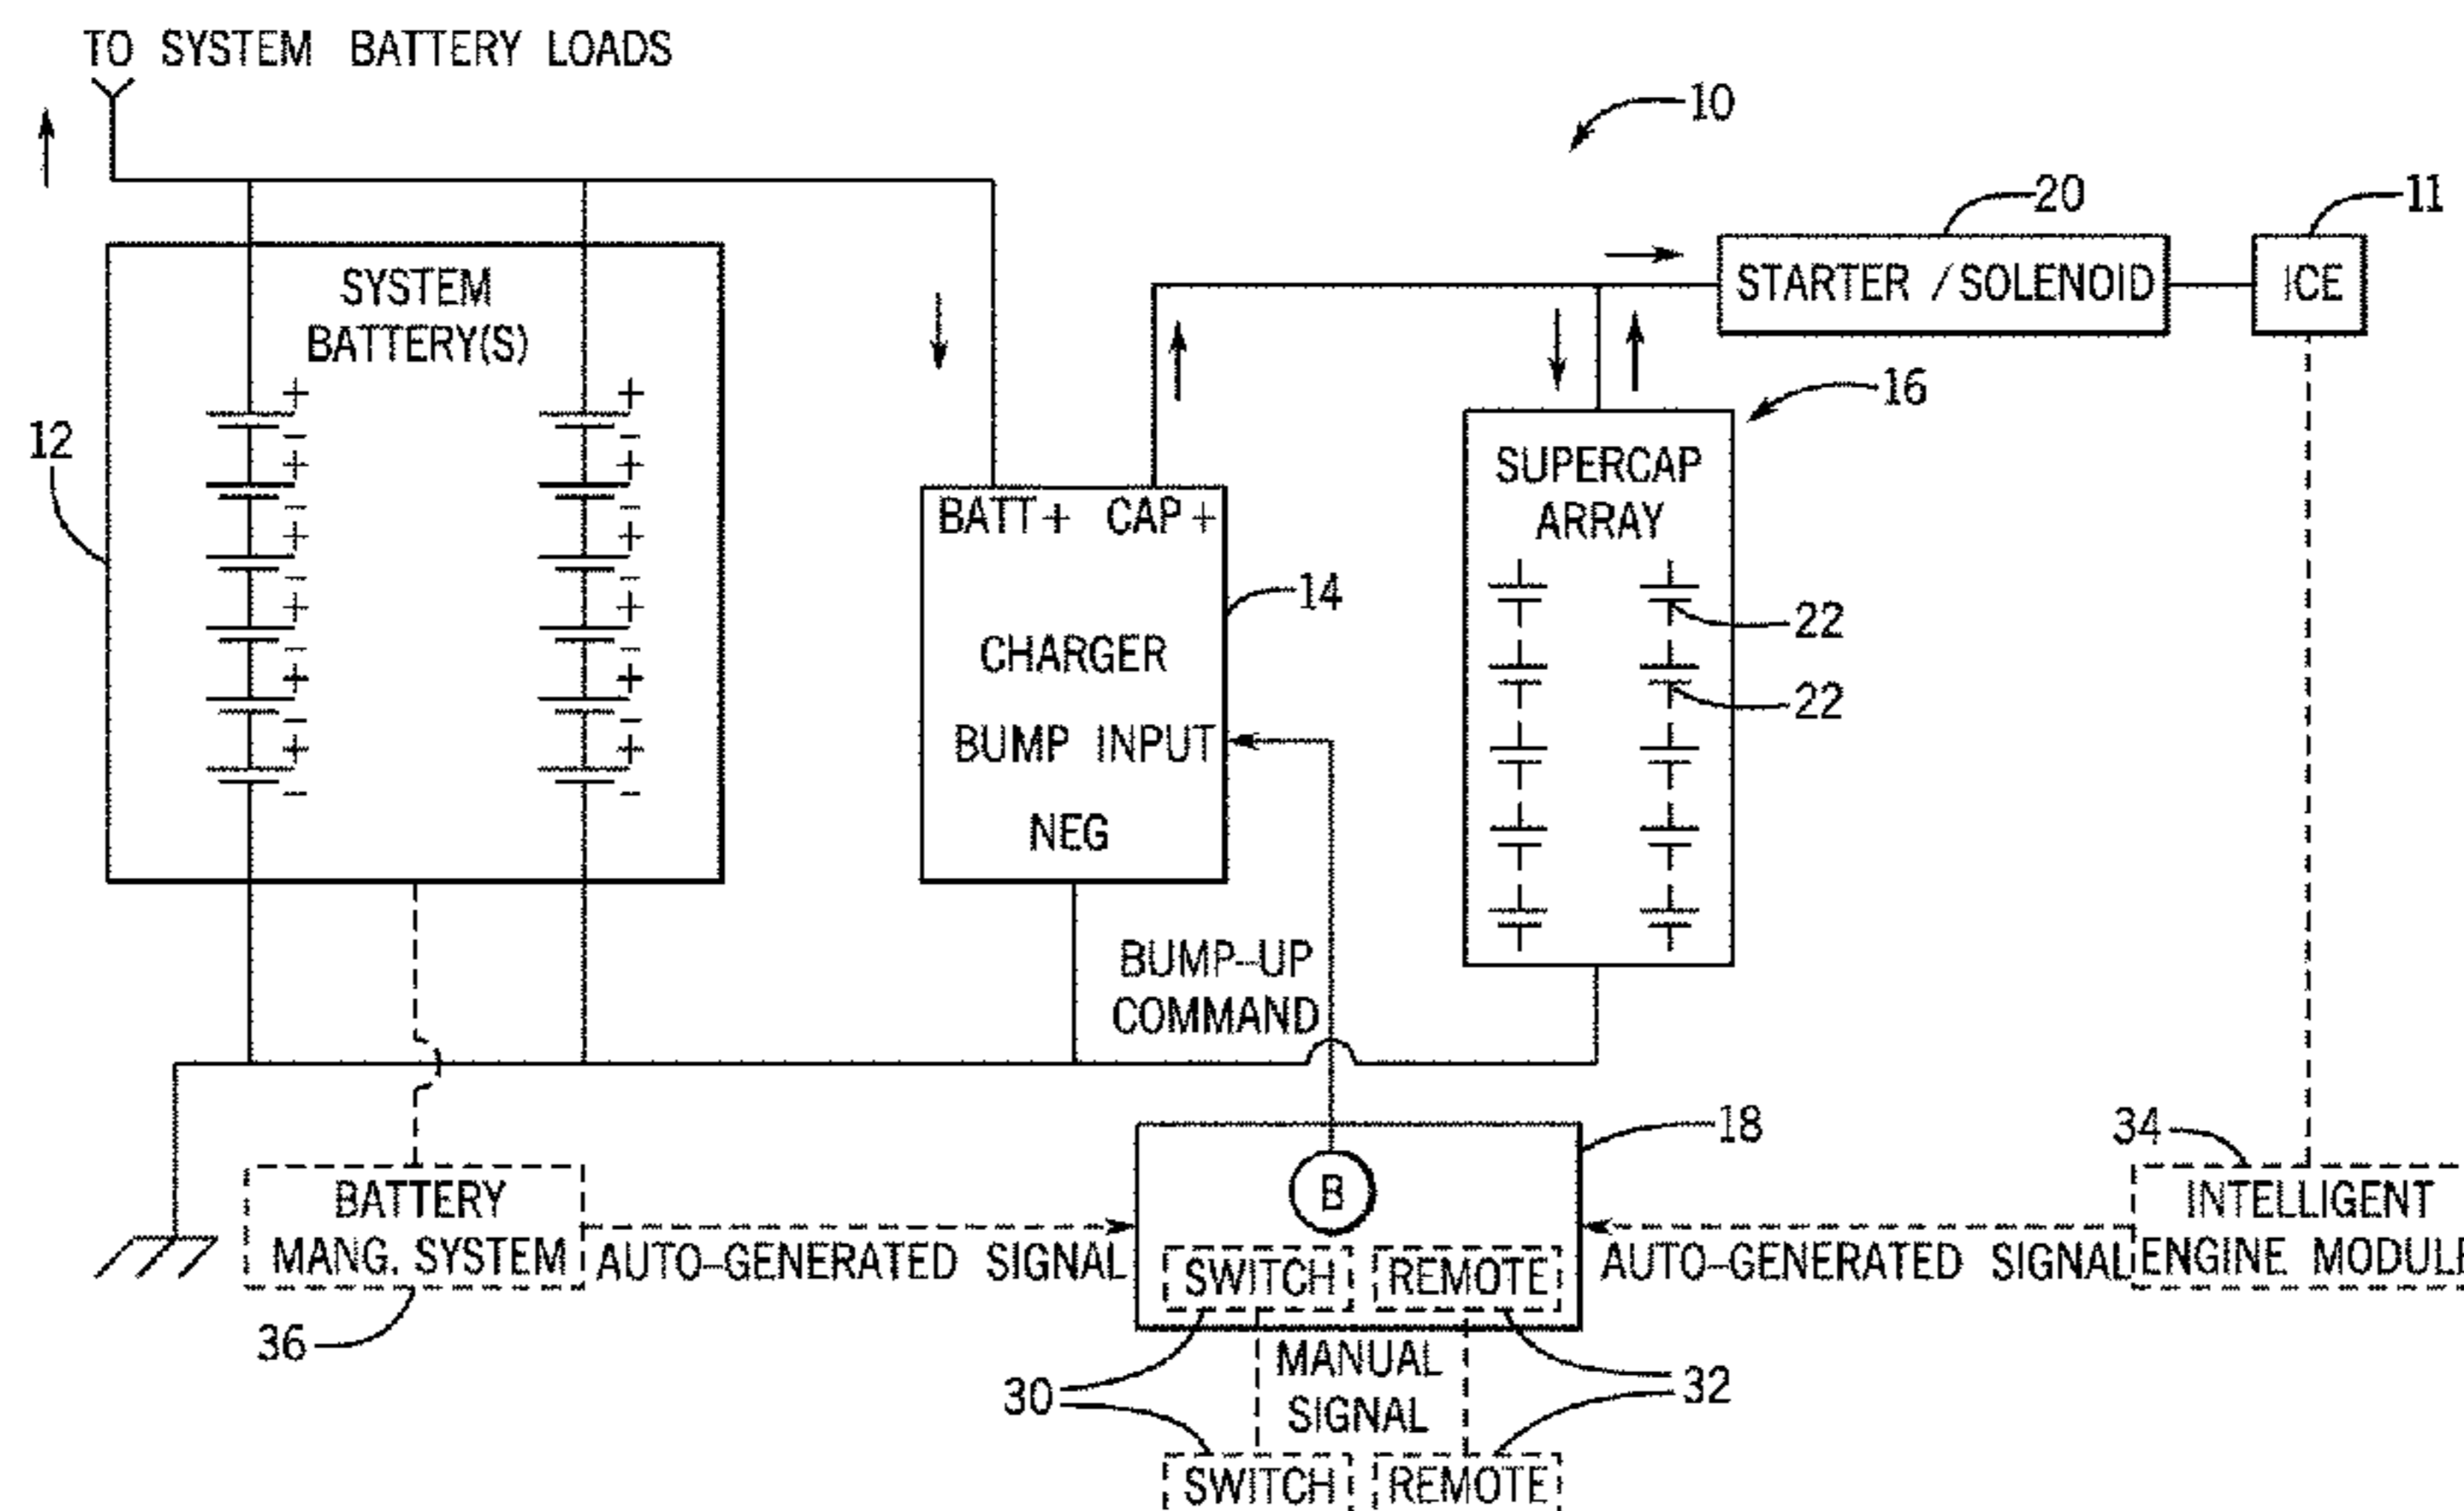 TO SYSTEM BATTERY LOADS
10
20
11
STARTER / SOLENOID
ICE
SYSTEM
BATTERY(S)
+
+
-
-
+
+
-
-
+
+
-
-
+
+
-
-
+
+
-
-
+
+
-
-
12
16
SUPERCAP
ARRAY
BATT + CAP +
14
CHARGER
BUMP INPUT
NEG
22
22
BUMP-UP
COMMAND
18
34
B
BATTERY
MANG. SYSTEM
AUTO-GENERATED SIGNAL
SWITCH
REMOTE
AUTO-GENERATED SIGNAL
INTELLIGENT
ENGINE MODULE
36
MANUAL
SIGNAL
30
32
SWITCH
REMOTE